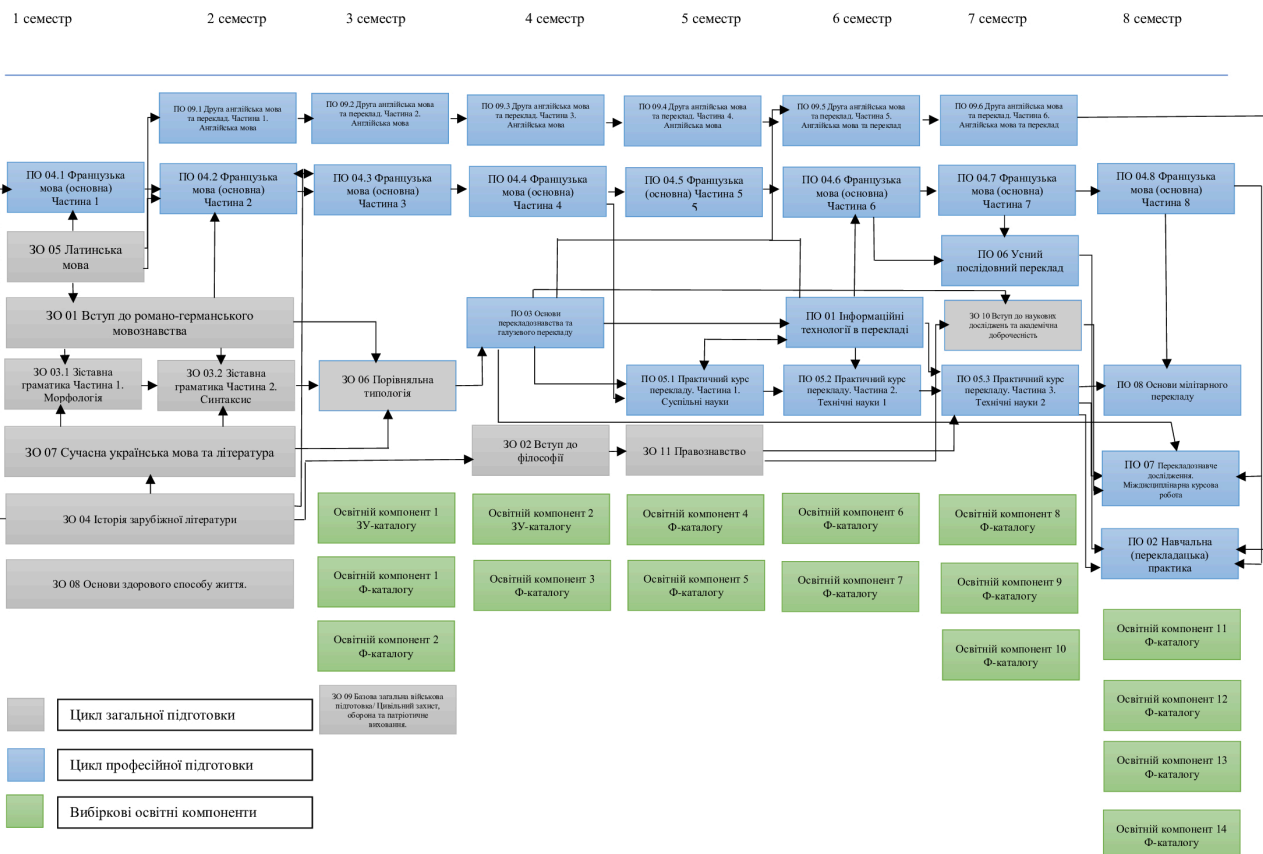 1 семестр
2 семестр
3 семестр
4 семестр
5 семестр
6 семестр
7 семестр
8 семестр
ПО 09.1 Друга англійська мова
та переклад. Частина 1.
Англійська мова
ПО 09.2 Друга англійська мова
та переклад. Частина 2.
Англійська мова
ПО 09.3 Друга англійська мова
та переклад. Частина 3.
Англійська мова
ПО 09.4 Друга англійська мова
та переклад. Частина 4.
Англійська мова
ПО 09.5 Друга англійська мова
та переклад. Частина 5.
Англійська мова та переклад
ПО 09.6 Друга англійська мова
та переклад. Частина 6.
Англійська мова та переклад
ПО 04.1 Французька
мова (основна)
Частина 1
ПО 04.2 Французька
мова (основна)
Частина 2
ПО 04.3 Французька
мова (основна)
Частина 3
ПО 04.4 Французька
мова (основна)
Частина 4
ПО 04.5 Французька
(основна) Частина 5
5
ПО 04.6 Французька
мова (основна)
Частина 6
ПО 04.7 Французька
мова (основна)
Частина 7
ПО 04.8 Французька
мова (основна)
Частина 8
ЗО 05 Латинська
мова
ПО 06 Усний
послідовний переклад
ЗО 01 Вступ до романо-германського
мовознавства
ПО 03 Основи
перекладознавства та
галузевого перекладу
ПО 01 Інформаційні
технології в перекладі
ЗО 10 Вступ до наукових
досліджень та академічна
доброчесність
ЗО 03.1 Зіставна
граматика Частина 1.
Морфологія
ЗО 03.2 Зіставна
граматика Частина 2.
Синтаксис
ЗО 06 Порівняльна
типологія
ПО 05.1 Практичний курс
перекладу. Частина 1.
Суспільні науки
ПО 05.2 Практичний курс
перекладу. Частина 2.
Технічні науки 1
ПО 05.3 Практичний курс
перекладу. Частина 3.
Технічні науки 2
ПО 08 Основи мілітарного
перекладу
ЗО 07 Сучасна українська мова та література
ЗО 02 Вступ до
філософії
ЗО 11 Правознавство
ПО 07 Перекладознавче
дослідження.
Міждисциплінарна курсова
робота
ЗО 04 Історія зарубіжної літератури
Освітній компонент 1
ЗУ-каталогу
Освітній компонент 2
ЗУ-каталогу
Освітній компонент 4
Ф-каталогу
Освітній компонент 6
Ф-каталогу
Освітній компонент 8
Ф-каталогу
ПО 02 Навчальна
(перекладацька)
практика
ЗО 08 Основи здорового способу життя.
Освітній компонент 1
Ф-каталогу
Освітній компонент 3
Ф-каталогу
Освітній компонент 5
Ф-каталогу
Освітній компонент 7
Ф-каталогу
Освітній компонент 9
Ф-каталогу
Освітній компонент 2
Ф-каталогу
Освітній компонент 10
Ф-каталогу
Освітній компонент 11
Ф-каталогу
ЗО 09 Базова загальна військова
підготовка/ Цивільний захист,
оборона та патріотичне
виховання.
Освітній компонент 12
Ф-каталогу
Освітній компонент 13
Ф-каталогу
Освітній компонент 14
Ф-каталогу
Цикл загальної підготовки
Цикл професійної підготовки
Вибіркові освітні компоненти